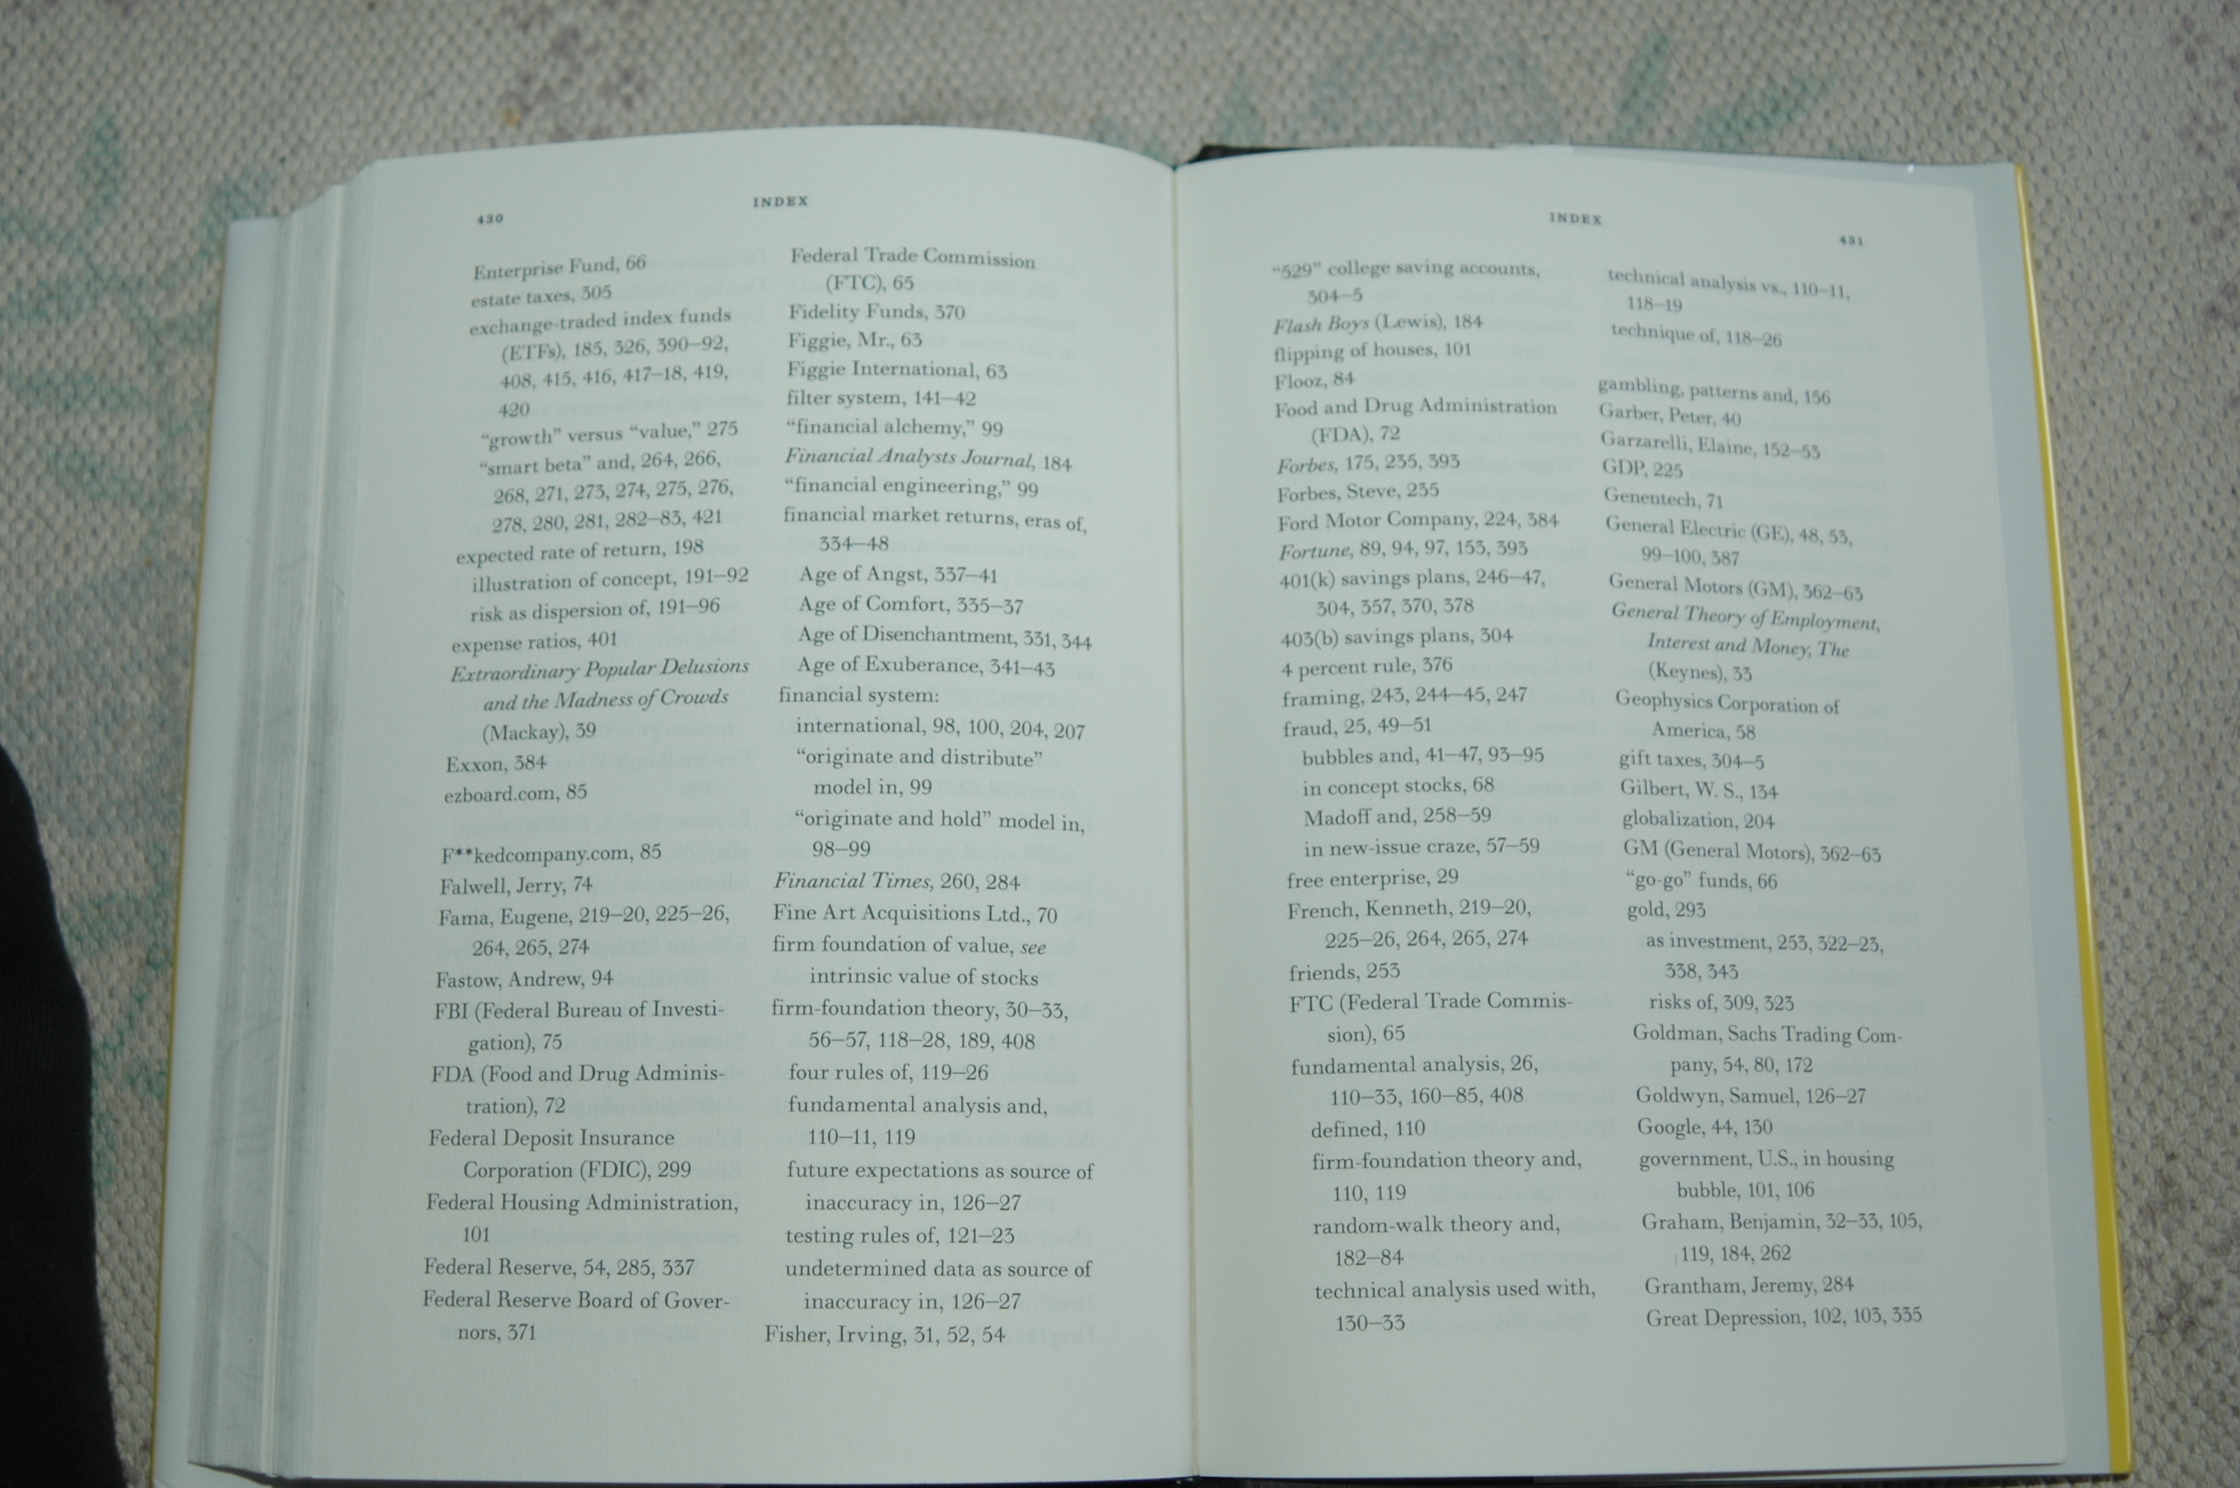 430
INDEX
Enterprise Fund, 66
estate taxes, 305
exchange-traded index funds
(ETFs), 185, 326, 390–92,
408, 415, 416, 417–18, 419,
420
“growth” versus “value,” 275
“smart beta” and, 264, 266,
268, 271, 273, 274, 275, 276,
278, 280, 281, 282–83, 421
expected rate of return, 198
illustration of concept, 191–92
risk as dispersion of, 191–96
expense ratios, 401
Extraordinary Popular Delusions
and the Madness of Crowds
(Mackay), 39
Exxon, 384
ezboard.com, 85
F**kedcompany.com, 85
Falwell, Jerry, 74
Fama, Eugene, 219–20, 225–26,
264, 265, 274
Fastow, Andrew, 94
FBI (Federal Bureau of Investi-
gation), 75
FDA (Food and Drug Adminis-
tration), 72
Federal Deposit Insurance
Corporation (FDIC), 299
Federal Housing Administration,
101
Federal Reserve, 54, 285, 337
Federal Reserve Board of Gover-
nors, 371
Federal Trade Commission
(FTC), 65
Fidelity Funds, 370
Figgie, Mr., 63
Figgie International, 63
filter system, 141–42
“financial alchemy,” 99
Financial Analysts Journal, 184
“financial engineering,” 99
financial market returns, eras of,
334–48
Age of Angst, 337–41
Age of Comfort, 335–37
Age of Disenchantment, 331, 344
Age of Exuberance, 341–43
financial system:
international, 98, 100, 204, 207
“originate and distribute”
model in, 99
“originate and hold” model in,
98–99
Financial Times, 260, 284
Fine Art Acquisitions Ltd., 70
firm foundation of value, see
intrinsic value of stocks
firm-foundation theory, 30–33,
56–57, 118–28, 189, 408
four rules of, 119–26
fundamental analysis and,
110–11, 119
future expectations as source of
inaccuracy in, 126–27
testing rules of, 121–23
undetermined data as source of
inaccuracy in, 126–27
Fisher, Irving, 31, 52, 54
INDEX
431
“529” college saving accounts,
304–5
Flash Boys (Lewis), 184
flipping of houses, 101
Flooz, 84
Food and Drug Administration
(FDA), 72
Forbes, 175, 235, 393
Forbes, Steve, 235
Ford Motor Company, 224, 384
Fortune, 89, 94, 97, 153, 393
401(k) savings plans, 246–47,
304, 357, 370, 378
403(b) savings plans, 304
4 percent rule, 376
framing, 243, 244–45, 247
fraud, 25, 49–51
bubbles and, 41–47, 93–95
in concept stocks, 68
Madoff and, 258–59
in new-issue craze, 57–59
free enterprise, 29
French, Kenneth, 219–20,
225–26, 264, 265, 274
friends, 253
FTC (Federal Trade Commis-
sion), 65
fundamental analysis, 26,
110–33, 160–85, 408
defined, 110
firm-foundation theory and,
110, 119
random-walk theory and,
182–84
technical analysis used with,
130–33
technical analysis vs., 110–11,
118–19
technique of, 118–26
gambling, patterns and, 156
Garber, Peter, 40
Garzarelli, Elaine, 152–53
GDP, 225
Genentech, 71
General Electric (GE), 48, 53,
99–100, 387
General Motors (GM), 362–63
General Theory of Employment,
Interest and Money, The
(Keynes), 33
Geophysics Corporation of
America, 58
gift taxes, 304–5
Gilbert, W. S., 134
globalization, 204
GM (General Motors), 362–63
“go-go” funds, 66
gold, 293
as investment, 253, 322–23,
338, 343
risks of, 309, 323
Goldman, Sachs Trading Com-
pany, 54, 80, 172
Goldwyn, Samuel, 126–27
Google, 44, 130
government, U.S., in housing
bubble, 101, 106
Graham, Benjamin, 32–33, 105,
119, 184, 262
Grantham, Jeremy, 284
Great Depression, 102, 103, 335